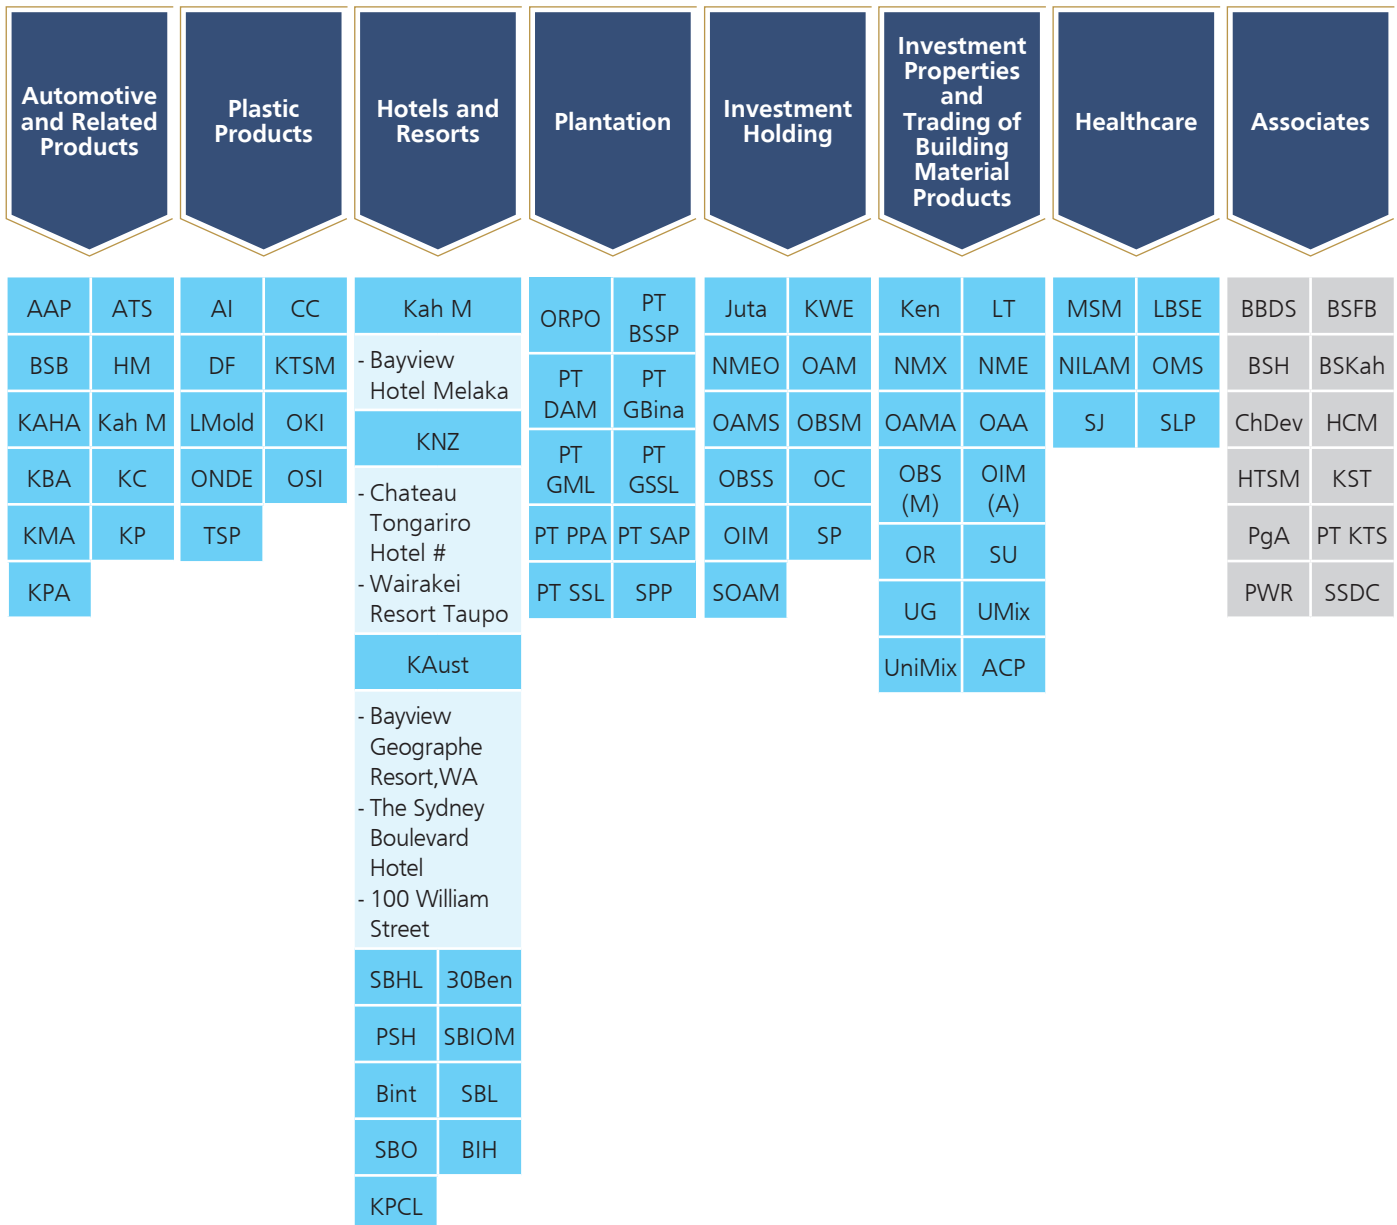 Automotive
and Related
Products
Plastic
Products
Hotels and
Resorts
Plantation
Investment
Holding
Investment
Properties
and
Trading of
Building
Material
Products
Healthcare
Associates
AAP ATS
BSB HM
KAHA Kah M
KBA KC
KMA KP
KPA
AI CC
DF KTSM
LMold OKI
ONDE OSI
TSP
Kah M
- Bayview
Hotel Melaka
KNZ
- Chateau
Tongariro
Hotel #
- Wairakei
Resort Taupo
KAust
- Bayview
Geographe
Resort,WA
- The Sydney
Boulevard
Hotel
- 100 William
Street
SBHL 30Ben
PSH SBIOM
Bint SBL
SBO BIH
KPCL
ORPO
PT
BSSP
PT
DAM
PT
GBina
PT
GML
PT
GSSL
PT PPA PT SAP
PT SSL SPP
Juta KWE
NMEO OAM
OAMS OBSM
OBSS OC
OIM SP
SOAM
Ken LT
NMX NME
OAMA OAA
OBS
(M)
OIM
(A)
OR SU
UG UMix
UniMix ACP
MSM LBSE
NILAM OMS
SJ SLP
BBDS BSFB
BSH BSKah
ChDev HCM
HTSM KST
PgA PT KTS
PWR SSDC